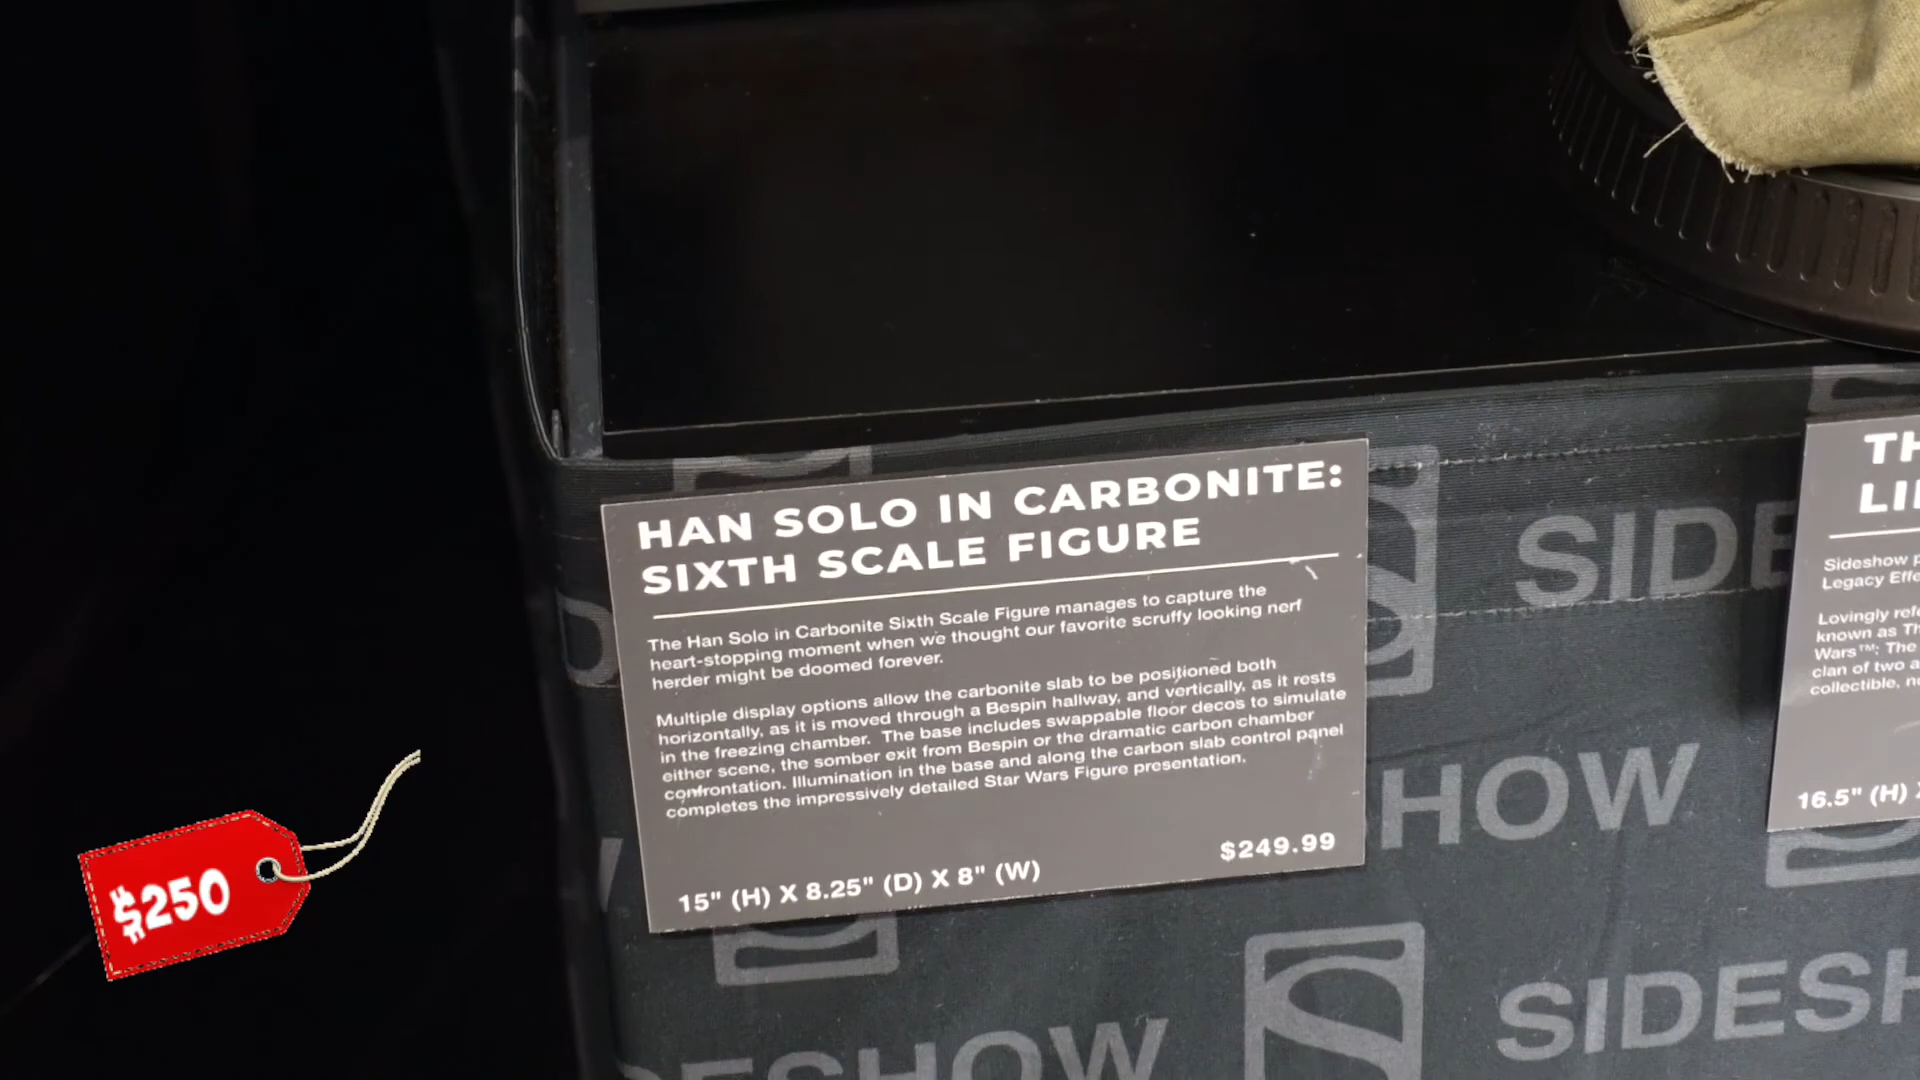 HAN SOLO IN CARBONITE:
SIXTH SCALE FIGURE
The Han Solo in Carbonite Sixth Scale Figure manages to capture the
heart-stopping moment when we thought our favorite scruffy looking nerf
herder might be doomed forever.
Multiple display options allow the carbonite slab to be positioned both
horizontally, as it is moved through a Bespin hallway, and vertically, as it rests
in the freezing chamber. The base includes swappable floor decos to simulate
either scene, the somber exit from Bespin or the dramatic carbon chamber
confrontation. Illumination in the base and along the carbon slab control panel
completes the impressively detailed Star Wars Figure presentation.
15" (H) X 8.25" (D) X 8" (W)
$249.99
$250
TH
LI
Sideshow p
Legacy Effe
Lovingly refe
known as Th
Wars™: The
clan of two a
collectible, n
16.5" (H) X
SIDE
SHOW
SIDESH
DESHOW